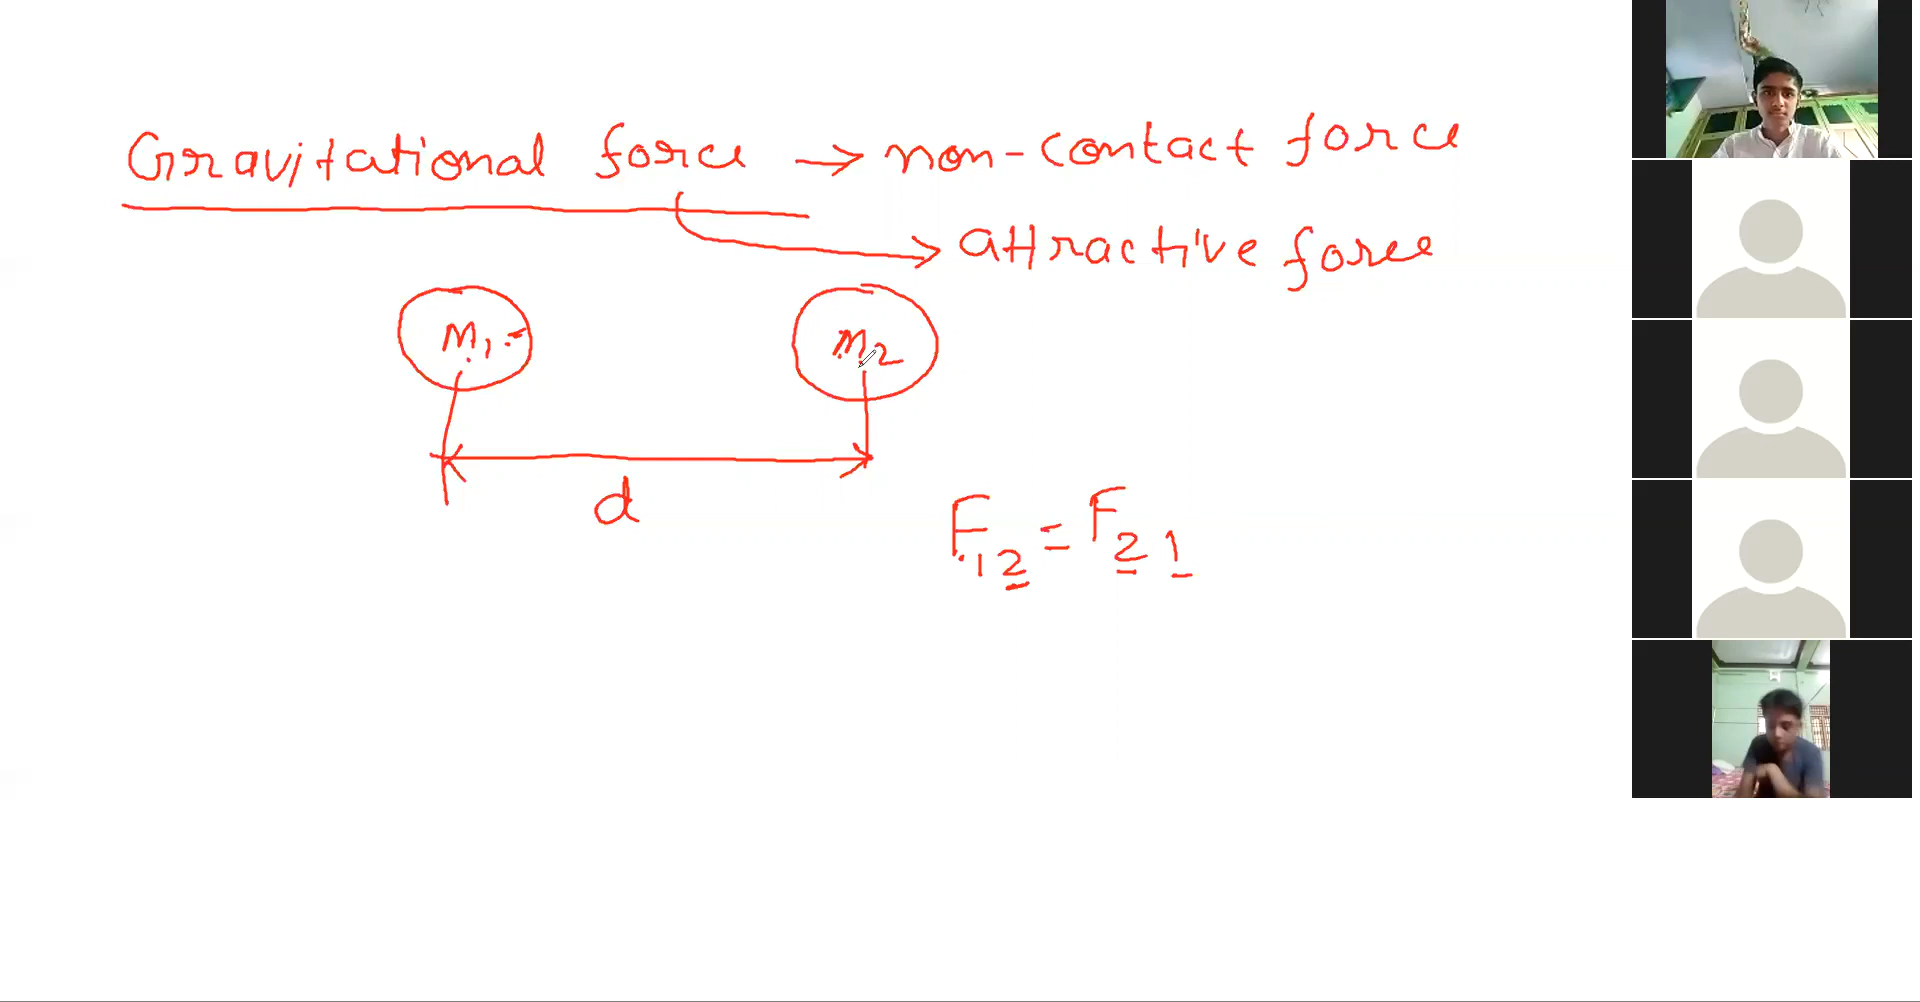 Gravitational force → non-contact force
→ attractive force
M1
M2
d
F12 = F21